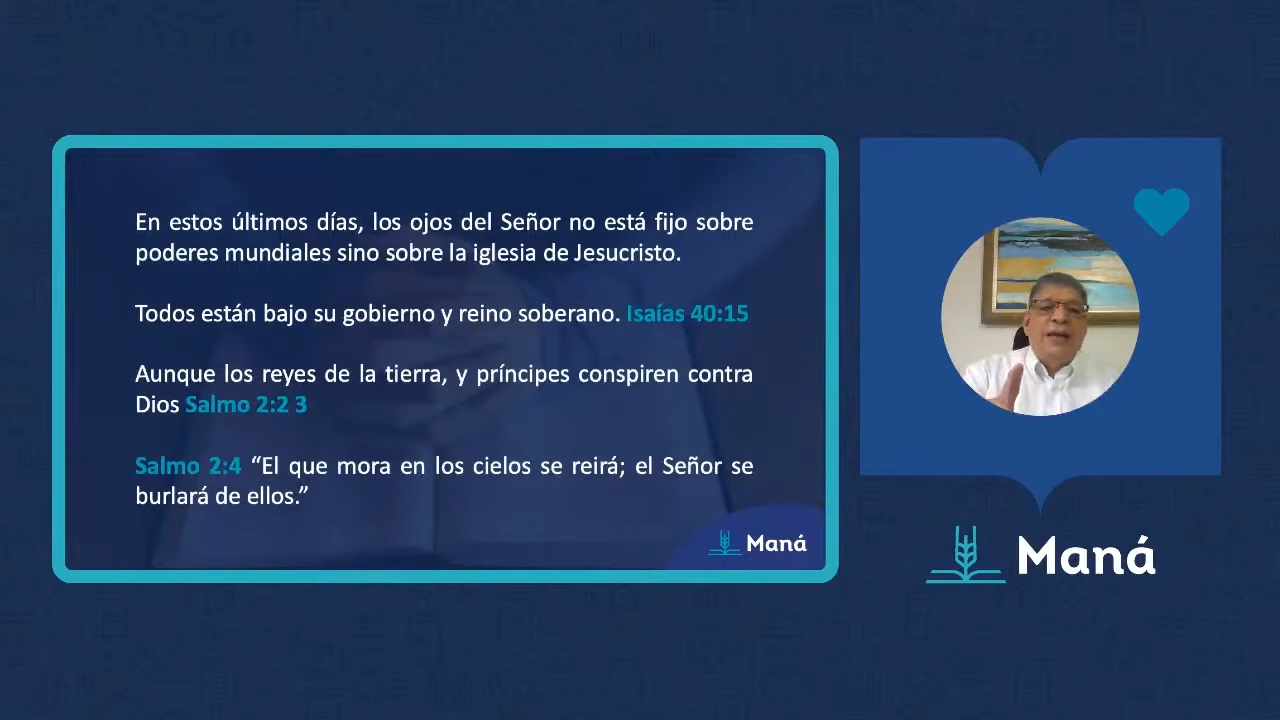 En estos últimos días, los ojos del Señor no está fijo sobre
poderes mundiales sino sobre la iglesia de Jesucristo.
Todos están bajo su gobierno y reino soberano. Isaías 40:15
Aunque los reyes de la tierra, y príncipes conspiren contra
Dios Salmo 2:2 3
Salmo 2:4 “El que mora en los cielos se reirá; el Señor se
burlará de ellos.”
Maná
Maná